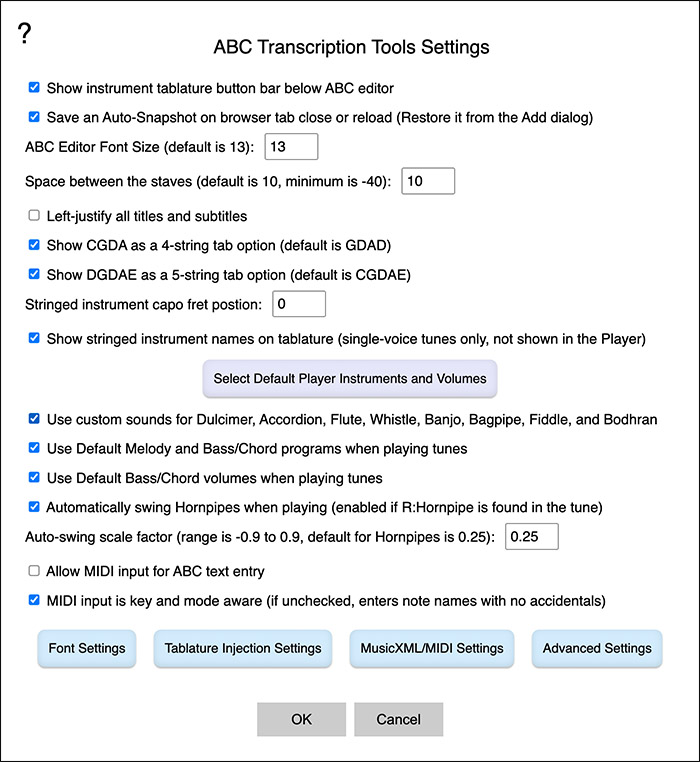 ?
ABC Transcription Tools Settings
Show instrument tablature button bar below ABC editor
Save an Auto-Snapshot on browser tab close or reload (Restore it from the Add dialog)
ABC Editor Font Size (default is 13): 13
Space between the staves (default is 10, minimum is -40): 10
Left-justify all titles and subtitles
Show CGDA as a 4-string tab option (default is GDAD)
Show DGDAE as a 5-string tab option (default is CGDAE)
Stringed instrument capo fret postion: 0
Show stringed instrument names on tablature (single-voice tunes only, not shown in the Player)
Select Default Player Instruments and Volumes
Use custom sounds for Dulcimer, Accordion, Flute, Whistle, Banjo, Bagpipe, Fiddle, and Bodhran
Use Default Melody and Bass/Chord programs when playing tunes
Use Default Bass/Chord volumes when playing tunes
Automatically swing Hornpipes when playing (enabled if R:Hornpipe is found in the tune)
Auto-swing scale factor (range is -0.9 to 0.9, default for Hornpipes is 0.25): 0.25
Allow MIDI input for ABC text entry
MIDI input is key and mode aware (if unchecked, enters note names with no accidentals)
Font Settings Tablature Injection Settings MusicXML/MIDI Settings Advanced Settings
OK Cancel